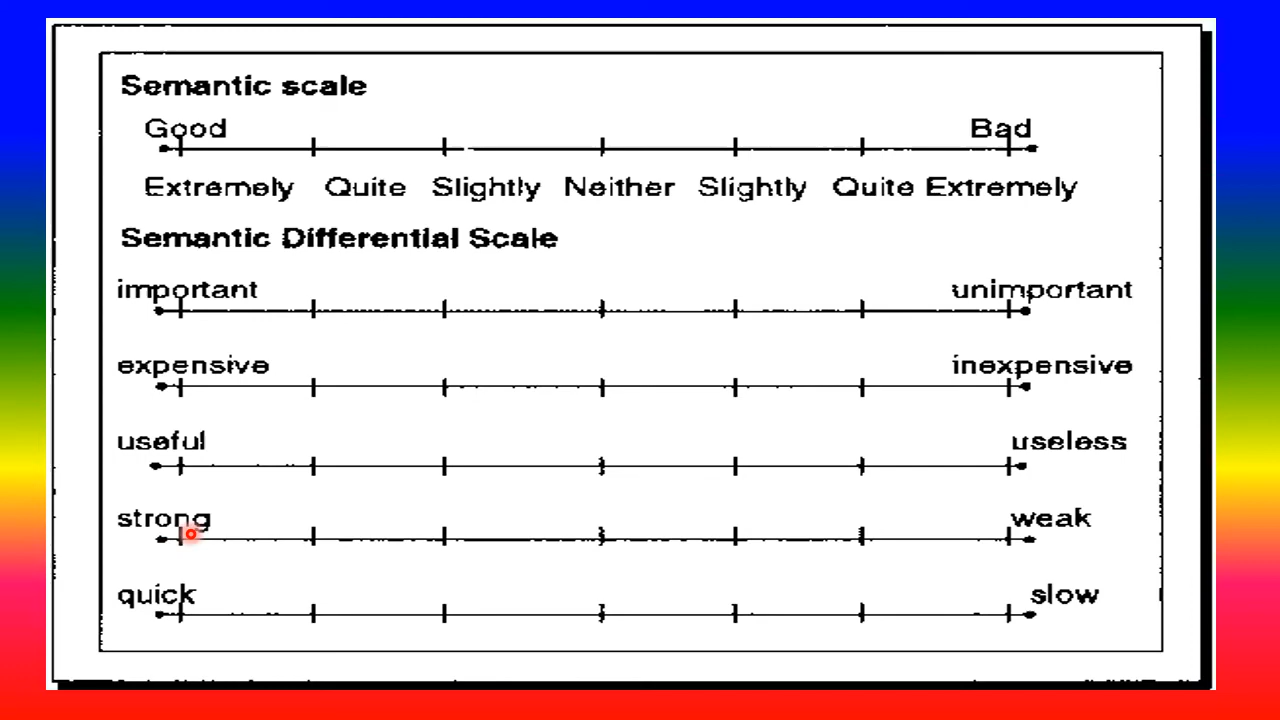 Semantic scale
Good Bad
Extremely Quite Slightly Neither Slightly Quite Extremely
Semantic Differential Scale
important unimportant
expensive inexpensive
useful useless
strong weak
quick slow